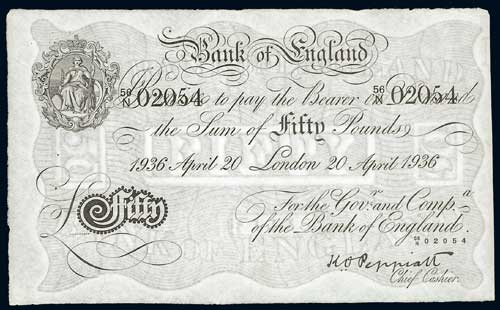 Bank of England
56/N 02054 56/N 02054
Promise to pay the Bearer on Demand
the Sum of Fifty Pounds
1936 April 20 London 20 April 1936
For the Gov.r and Comp.a
of the Bank of England.
56/N 02054
£ Fifty
K O Peppiatt
Chief Cashier.